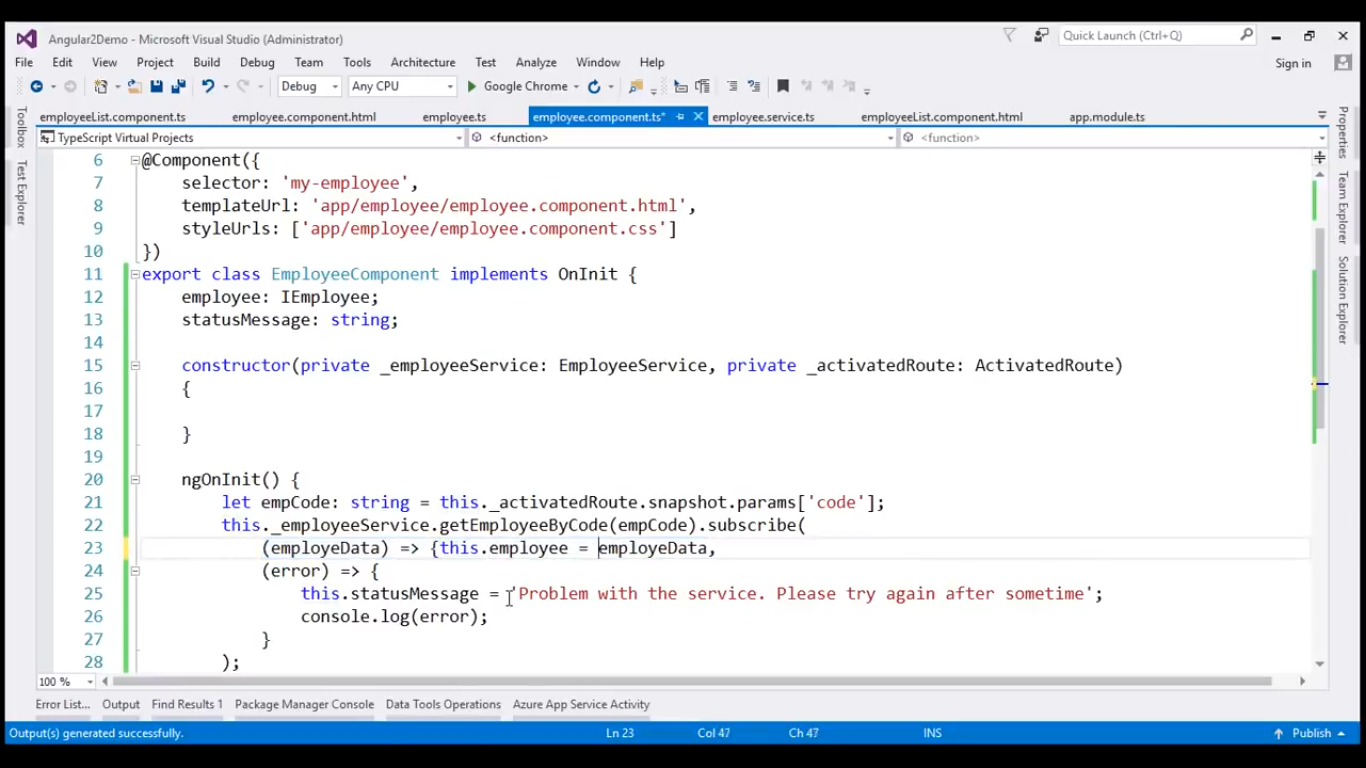 Angular2Demo - Microsoft Visual Studio (Administrator)
Quick Launch (Ctrl+Q)
File Edit View Project Build Debug Team Tools Architecture Test Analyze Window Help
Sign in
Debug Any CPU Google Chrome
employeeList.component.ts employee.component.html employee.ts employee.component.ts* employee.service.ts employeeList.component.html app.module.ts
TypeScript Virtual Projects <function> <function>
Toolbox
Test Explorer
6 @Component({
7 selector: 'my-employee',
8 templateUrl: 'app/employee/employee.component.html',
9 styleUrls: ['app/employee/employee.component.css']
10 })
11 export class EmployeeComponent implements OnInit {
12 employee: IEmployee;
13 statusMessage: string;
14
15 constructor(private _employeeService: EmployeeService, private _activatedRoute: ActivatedRoute)
16 {
17
18 }
19
20 ngOnInit() {
21 let empCode: string = this._activatedRoute.snapshot.params['code'];
22 this._employeeService.getEmployeeByCode(empCode).subscribe(
23 (employeData) => {this.employee = employeData,
24 (error) => {
25 this.statusMessage = 'Problem with the service. Please try again after sometime';
26 console.log(error);
27 }
28 );
Properties
Team Explorer
Solution Explorer
100 %
Error List... Output Find Results 1 Package Manager Console Data Tools Operations Azure App Service Activity
Output(s) generated successfully. Ln 23 Col 47 Ch 47 INS Publish